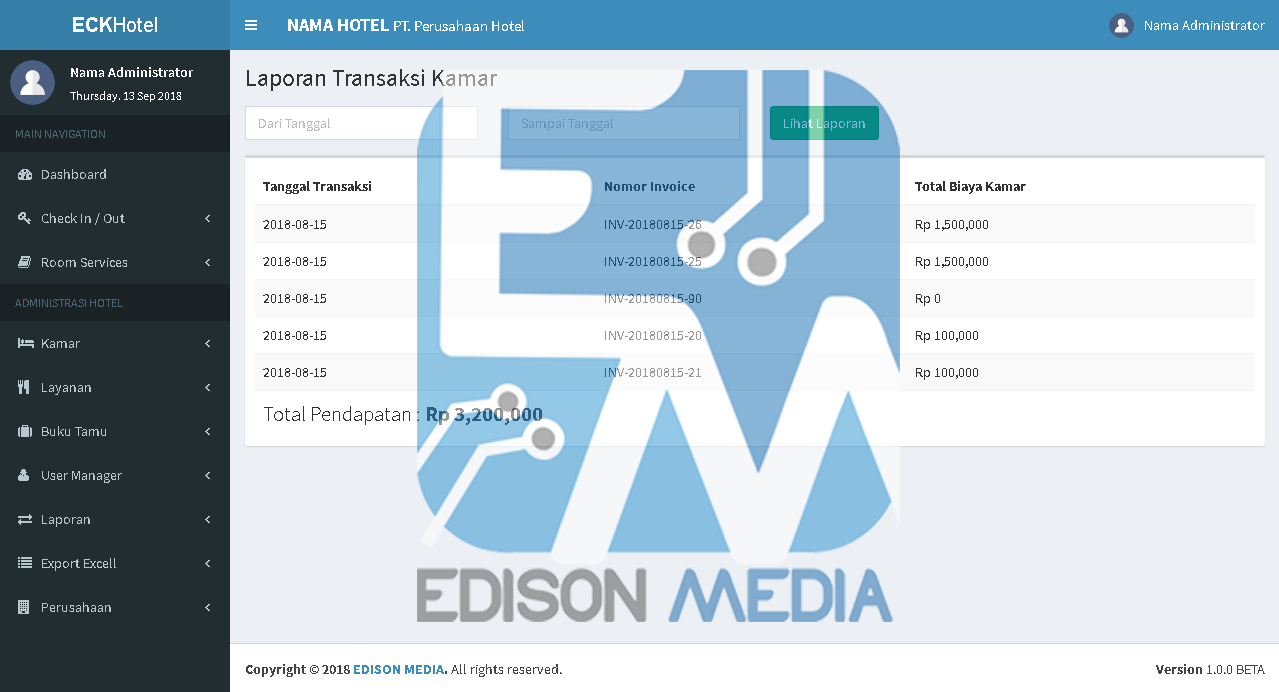 ECKHotel
NAMA HOTEL PT. Perusahaan Hotel
Nama Administrator
Nama Administrator
Thursday, 13 Sep 2018
MAIN NAVIGATION
Dashboard
Check In / Out
Room Services
ADMINISTRASI HOTEL
Kamar
Layanan
Buku Tamu
User Manager
Laporan
Export Excell
Perusahaan
Laporan Transaksi Kamar
Dari Tanggal
Sampai Tanggal
Lihat Laporan
Tanggal Transaksi Nomor Invoice Total Biaya Kamar
2018-08-15 INV-20180815-26 Rp 1,500,000
2018-08-15 INV-20180815-25 Rp 1,500,000
2018-08-15 INV-20180815-90 Rp 0
2018-08-15 INV-20180815-20 Rp 100,000
2018-08-15 INV-20180815-21 Rp 100,000
Total Pendapatan : Rp 3,200,000
EM
EDISON MEDIA
Copyright © 2018 EDISON MEDIA. All rights reserved.
Version 1.0.0 BETA